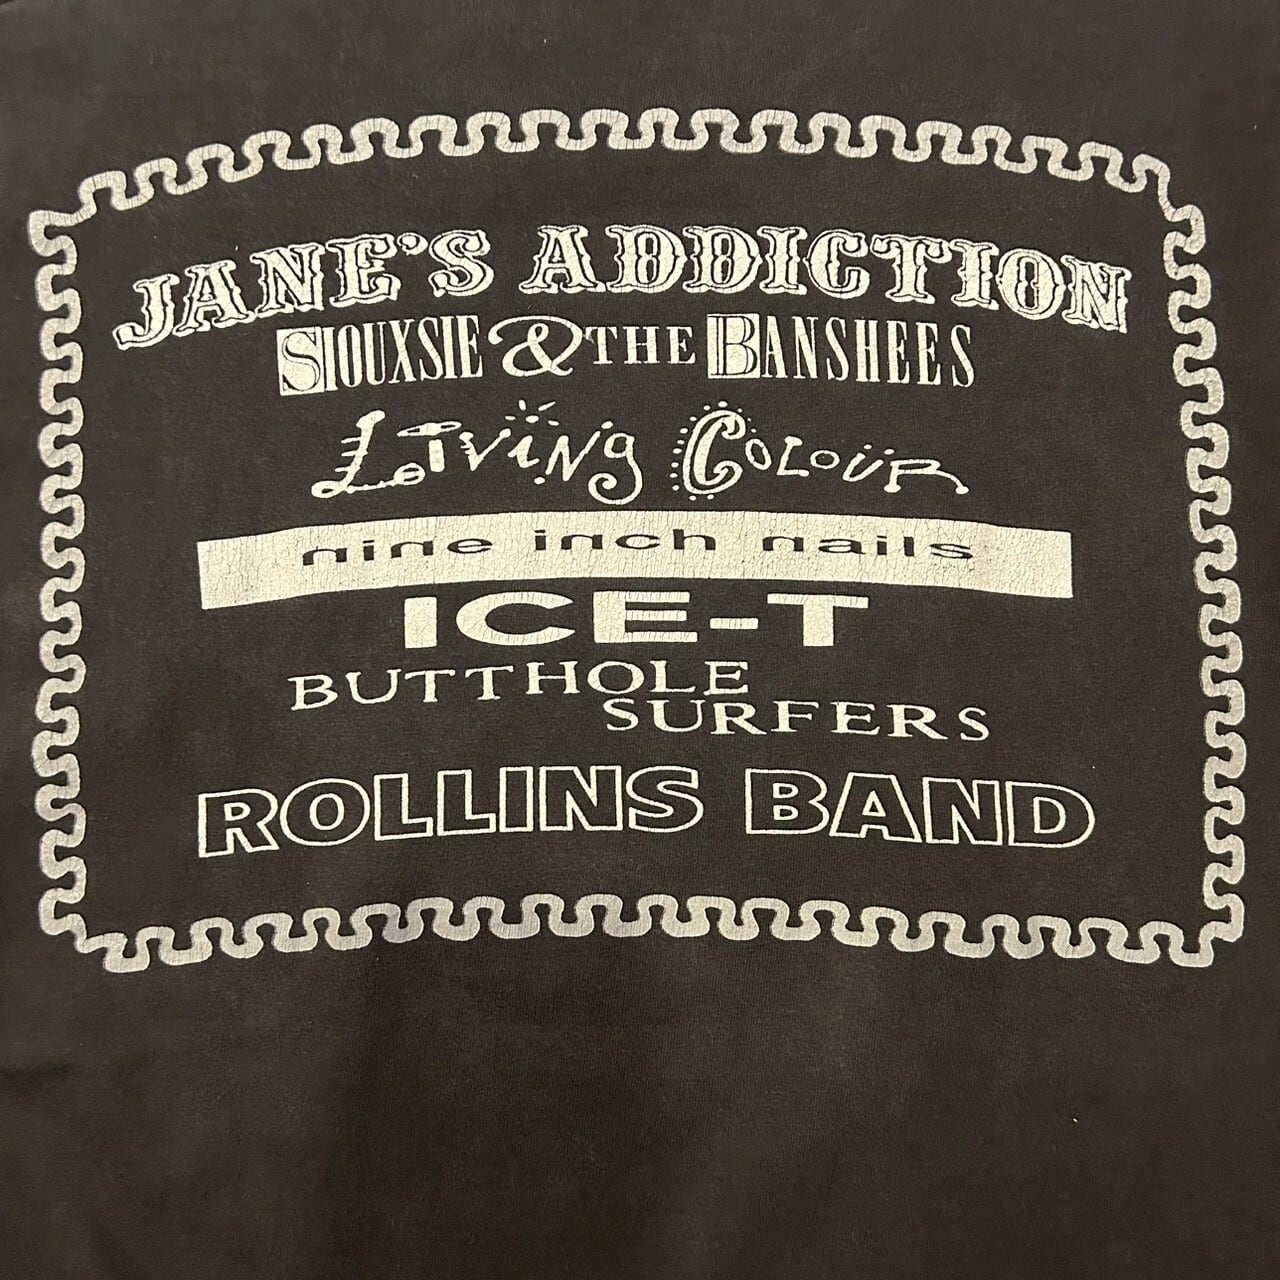 JANE'S ADDICTION
SIOUXSIE & THE BANSHEES
LIVING COLOUR
nine inch nails
ICE-T
BUTTHOLE
SURFERS
ROLLINS BAND